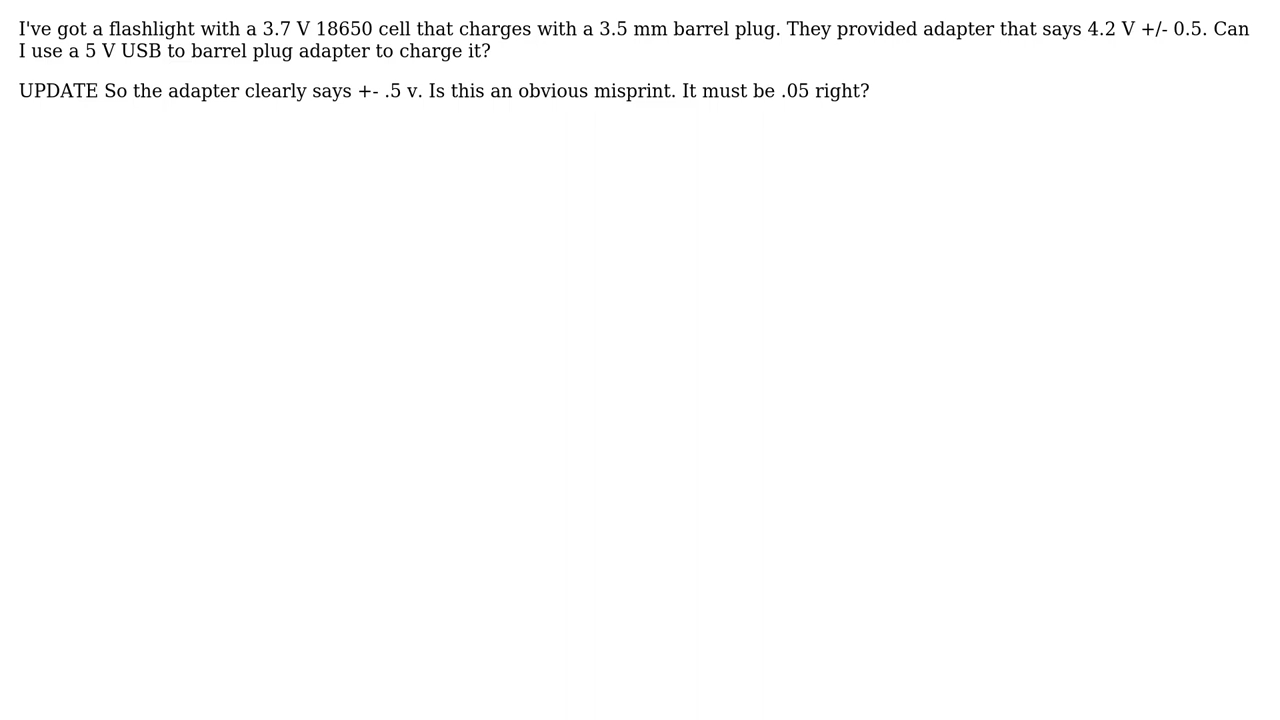 I've got a flashlight with a 3.7 V 18650 cell that charges with a 3.5 mm barrel plug. They provided adapter that says 4.2 V +/- 0.5. Can
I use a 5 V USB to barrel plug adapter to charge it?
UPDATE So the adapter clearly says +- .5 v. Is this an obvious misprint. It must be .05 right?